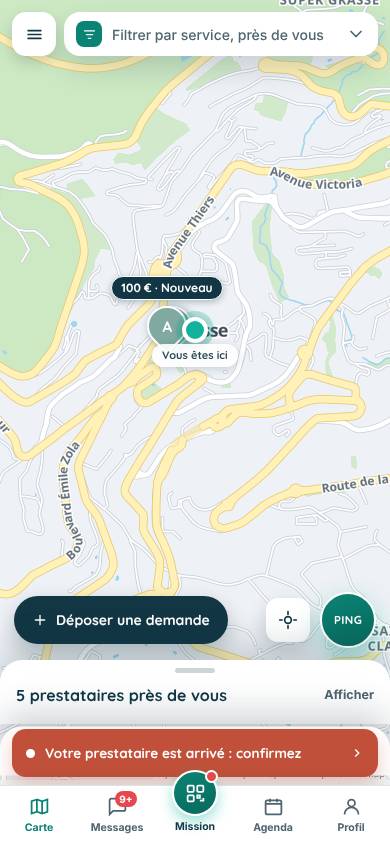 SUPER GRASSE
Filtrer par service, près de vous
Avenue Victoria
Avenue Thiers
100 € · Nouveau
A
sse
Vous êtes ici
Boulevard Émile Zola
Route de la
+ Déposer une demande
PING
CLA
5 prestataires près de vous
Afficher
Votre prestataire est arrivé : confirmez
9+
Carte
Messages
Mission
Agenda
Profil